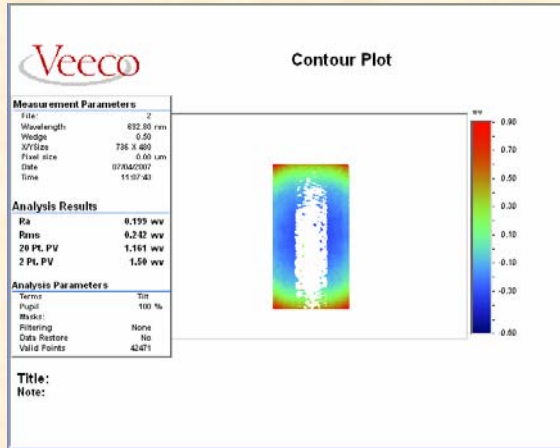 Veeco
Contour Plot
Measurement Parameters
File: 2
Wavelength 632.80 nm
Wedge 0.50
X/YSize 736 X 480
Pixel size 0.00 um
Date 07/04/2007
Time 11:07:43
Analysis Results
Ra 0.199 wv
Rms 0.242 wv
20 Pt. PV 1.161 wv
2 Pt. PV 1.50 wv
Analysis Parameters
Terms Tilt
Pupil 100 %
Masks:
Filtering None
Data Restore No
Valid Points 42471
wv
0.90
0.70
0.50
0.30
0.10
-0.10
-0.30
-0.60
Title:
Note: